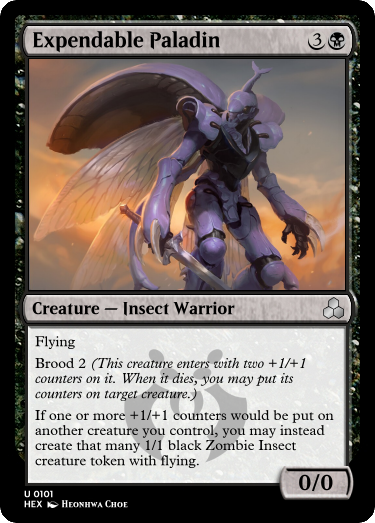 Expendable Paladin 3
Creature — Insect Warrior
Flying
Brood 2 (This creature enters with two +1/+1
counters on it. When it dies, you may put its
counters on target creature.)
If one or more +1/+1 counters would be put on
another creature you control, you may instead
create that many 1/1 black Zombie Insect
creature token with flying.
0/0
U 0101
HEX Heonhwa Choe